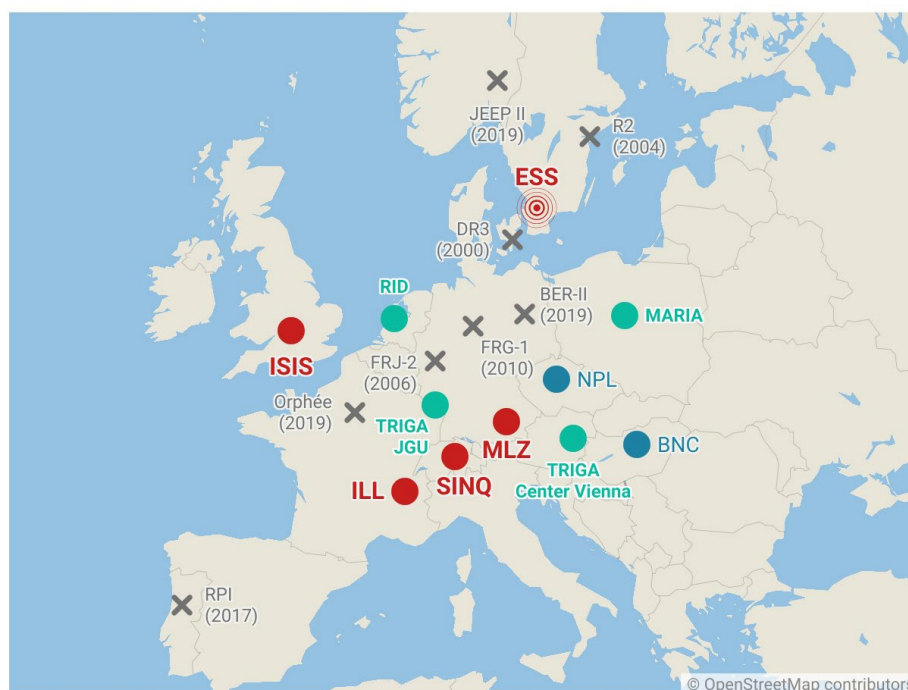 JEEP II
(2019)
R2
(2004)
ESS
DR3
(2000)
RID
BER-II
(2019)
MARIA
ISIS
FRJ-2
(2006)
FRG-1
(2010)
NPL
Orphée
(2019)
TRIGA
JGU
MLZ
BNC
SINQ
TRIGA
Center Vienna
ILL
RPI
(2017)
© OpenStreetMap contributors